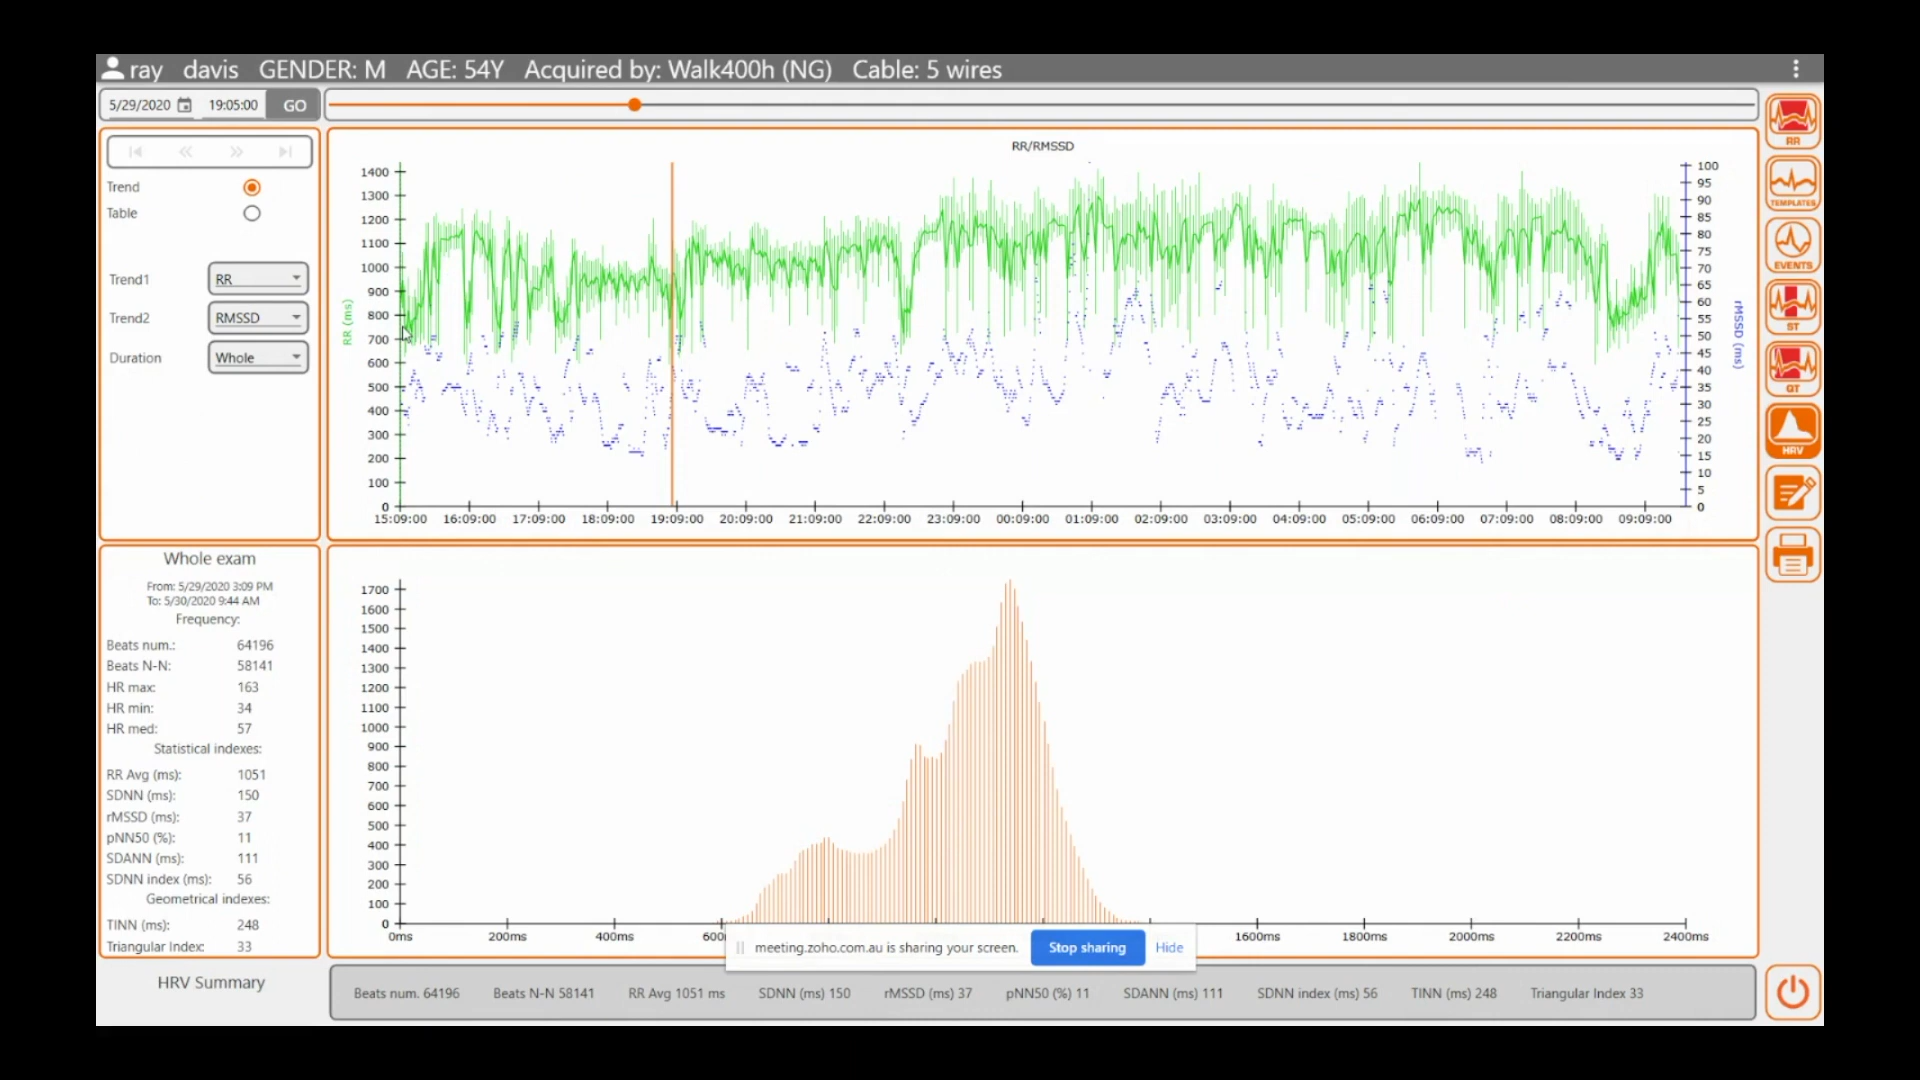 ray davis GENDER: M AGE: 54Y Acquired by: Walk400h (NG) Cable: 5 wires
5/29/2020 19:05:00 GO
Trend
Table
Trend1 RR
Trend2 RMSSD
Duration Whole
RR/RMSSD
RR (ms)
1400
1300
1200
1100
1000
900
800
700
600
500
400
300
200
100
0
100
95
90
85
80
75
70
65
60
55
50
45
40
35
30
25
20
15
10
5
0
rMSSD (ms)
15:09:00 16:09:00 17:09:00 18:09:00 19:09:00 20:09:00 21:09:00 22:09:00 23:09:00 00:09:00 01:09:00 02:09:00 03:09:00 04:09:00 05:09:00 06:09:00 07:09:00 08:09:00 09:09:00
RR
TEMPLATES
EVENTS
ST
QT
HRV
Whole exam
From: 5/29/2020 3:09 PM
To: 5/30/2020 9:44 AM
Frequency:
Beats num.: 64196
Beats N-N: 58141
HR max: 163
HR min: 34
HR med: 57
Statistical indexes:
RR Avg (ms): 1051
SDNN (ms): 150
rMSSD (ms): 37
pNN50 (%): 11
SDANN (ms): 111
SDNN index (ms): 56
Geometrical indexes:
TINN (ms): 248
Triangular Index: 33
1700
1600
1500
1400
1300
1200
1100
1000
900
800
700
600
500
400
300
200
100
0
0ms 200ms 400ms 600 1600ms 1800ms 2000ms 2200ms 2400ms
meeting.zoho.com.au is sharing your screen. Stop sharing Hide
HRV Summary
Beats num. 64196 Beats N-N 58141 RR Avg 1051 ms SDNN (ms) 150 rMSSD (ms) 37 pNN50 (%) 11 SDANN (ms) 111 SDNN index (ms) 56 TINN (ms) 248 Triangular Index 33